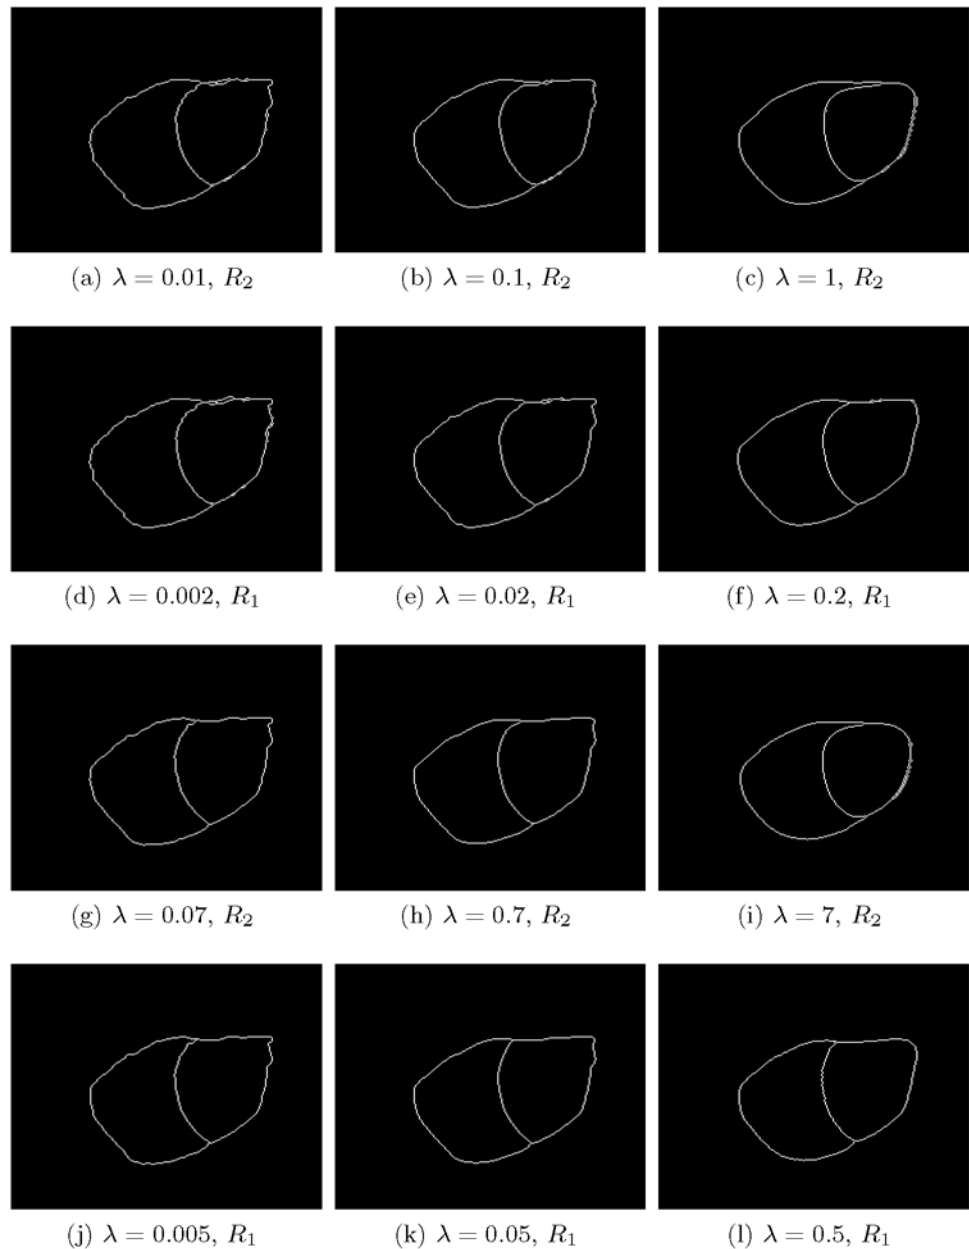 (a) λ = 0.01, R₂
(b) λ = 0.1, R₂
(c) λ = 1, R₂
(d) λ = 0.002, R₁
(e) λ = 0.02, R₁
(f) λ = 0.2, R₁
(g) λ = 0.07, R₂
(h) λ = 0.7, R₂
(i) λ = 7, R₂
(j) λ = 0.005, R₁
(k) λ = 0.05, R₁
(l) λ = 0.5, R₁